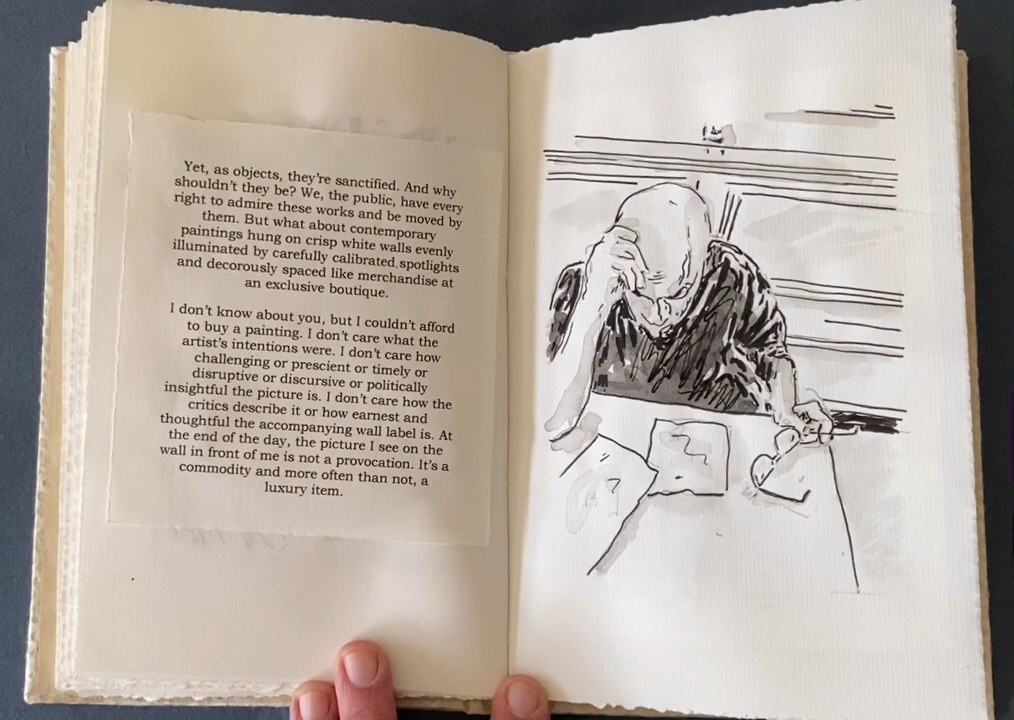 Yet, as objects, they're sanctified. And why
shouldn't they be? We, the public, have every
right to admire these works and be moved by
them. But what about contemporary
paintings hung on crisp white walls evenly
illuminated by carefully calibrated spotlights
and decorously spaced like merchandise at
an exclusive boutique.
I don't know about you, but I couldn't afford
to buy a painting. I don't care what the
artist's intentions were. I don't care how
challenging or prescient or timely or
disruptive or discursive or politically
insightful the picture is. I don't care how the
critics describe it or how earnest and
thoughtful the accompanying wall label is. At
the end of the day, the picture I see on the
wall in front of me is not a provocation. It's a
commodity and more often than not, a
luxury item.